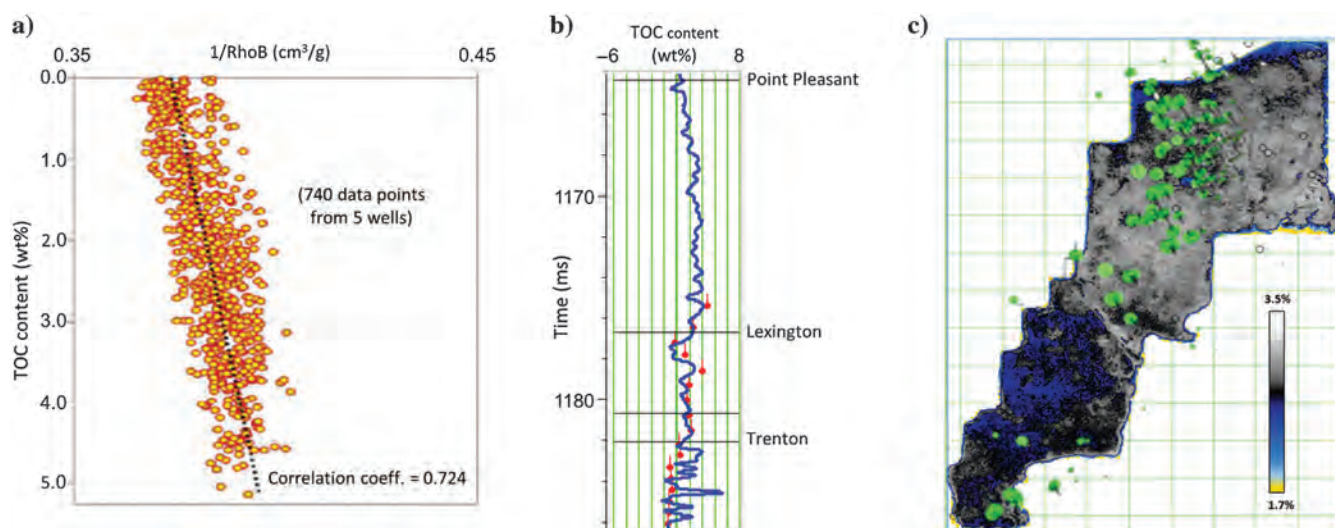 a)
0.35
1/RhoB (cm³/g)
0.45
0.0
1.0
2.0
3.0
4.0
5.0
TOC content (wt%)
(740 data points
from 5 wells)
Correlation coeff. = 0.724
b)
TOC content
(wt%)
−6
8
Point Pleasant
1170
Time (ms)
Lexington
1180
Trenton
c)
3.5%
1.7%